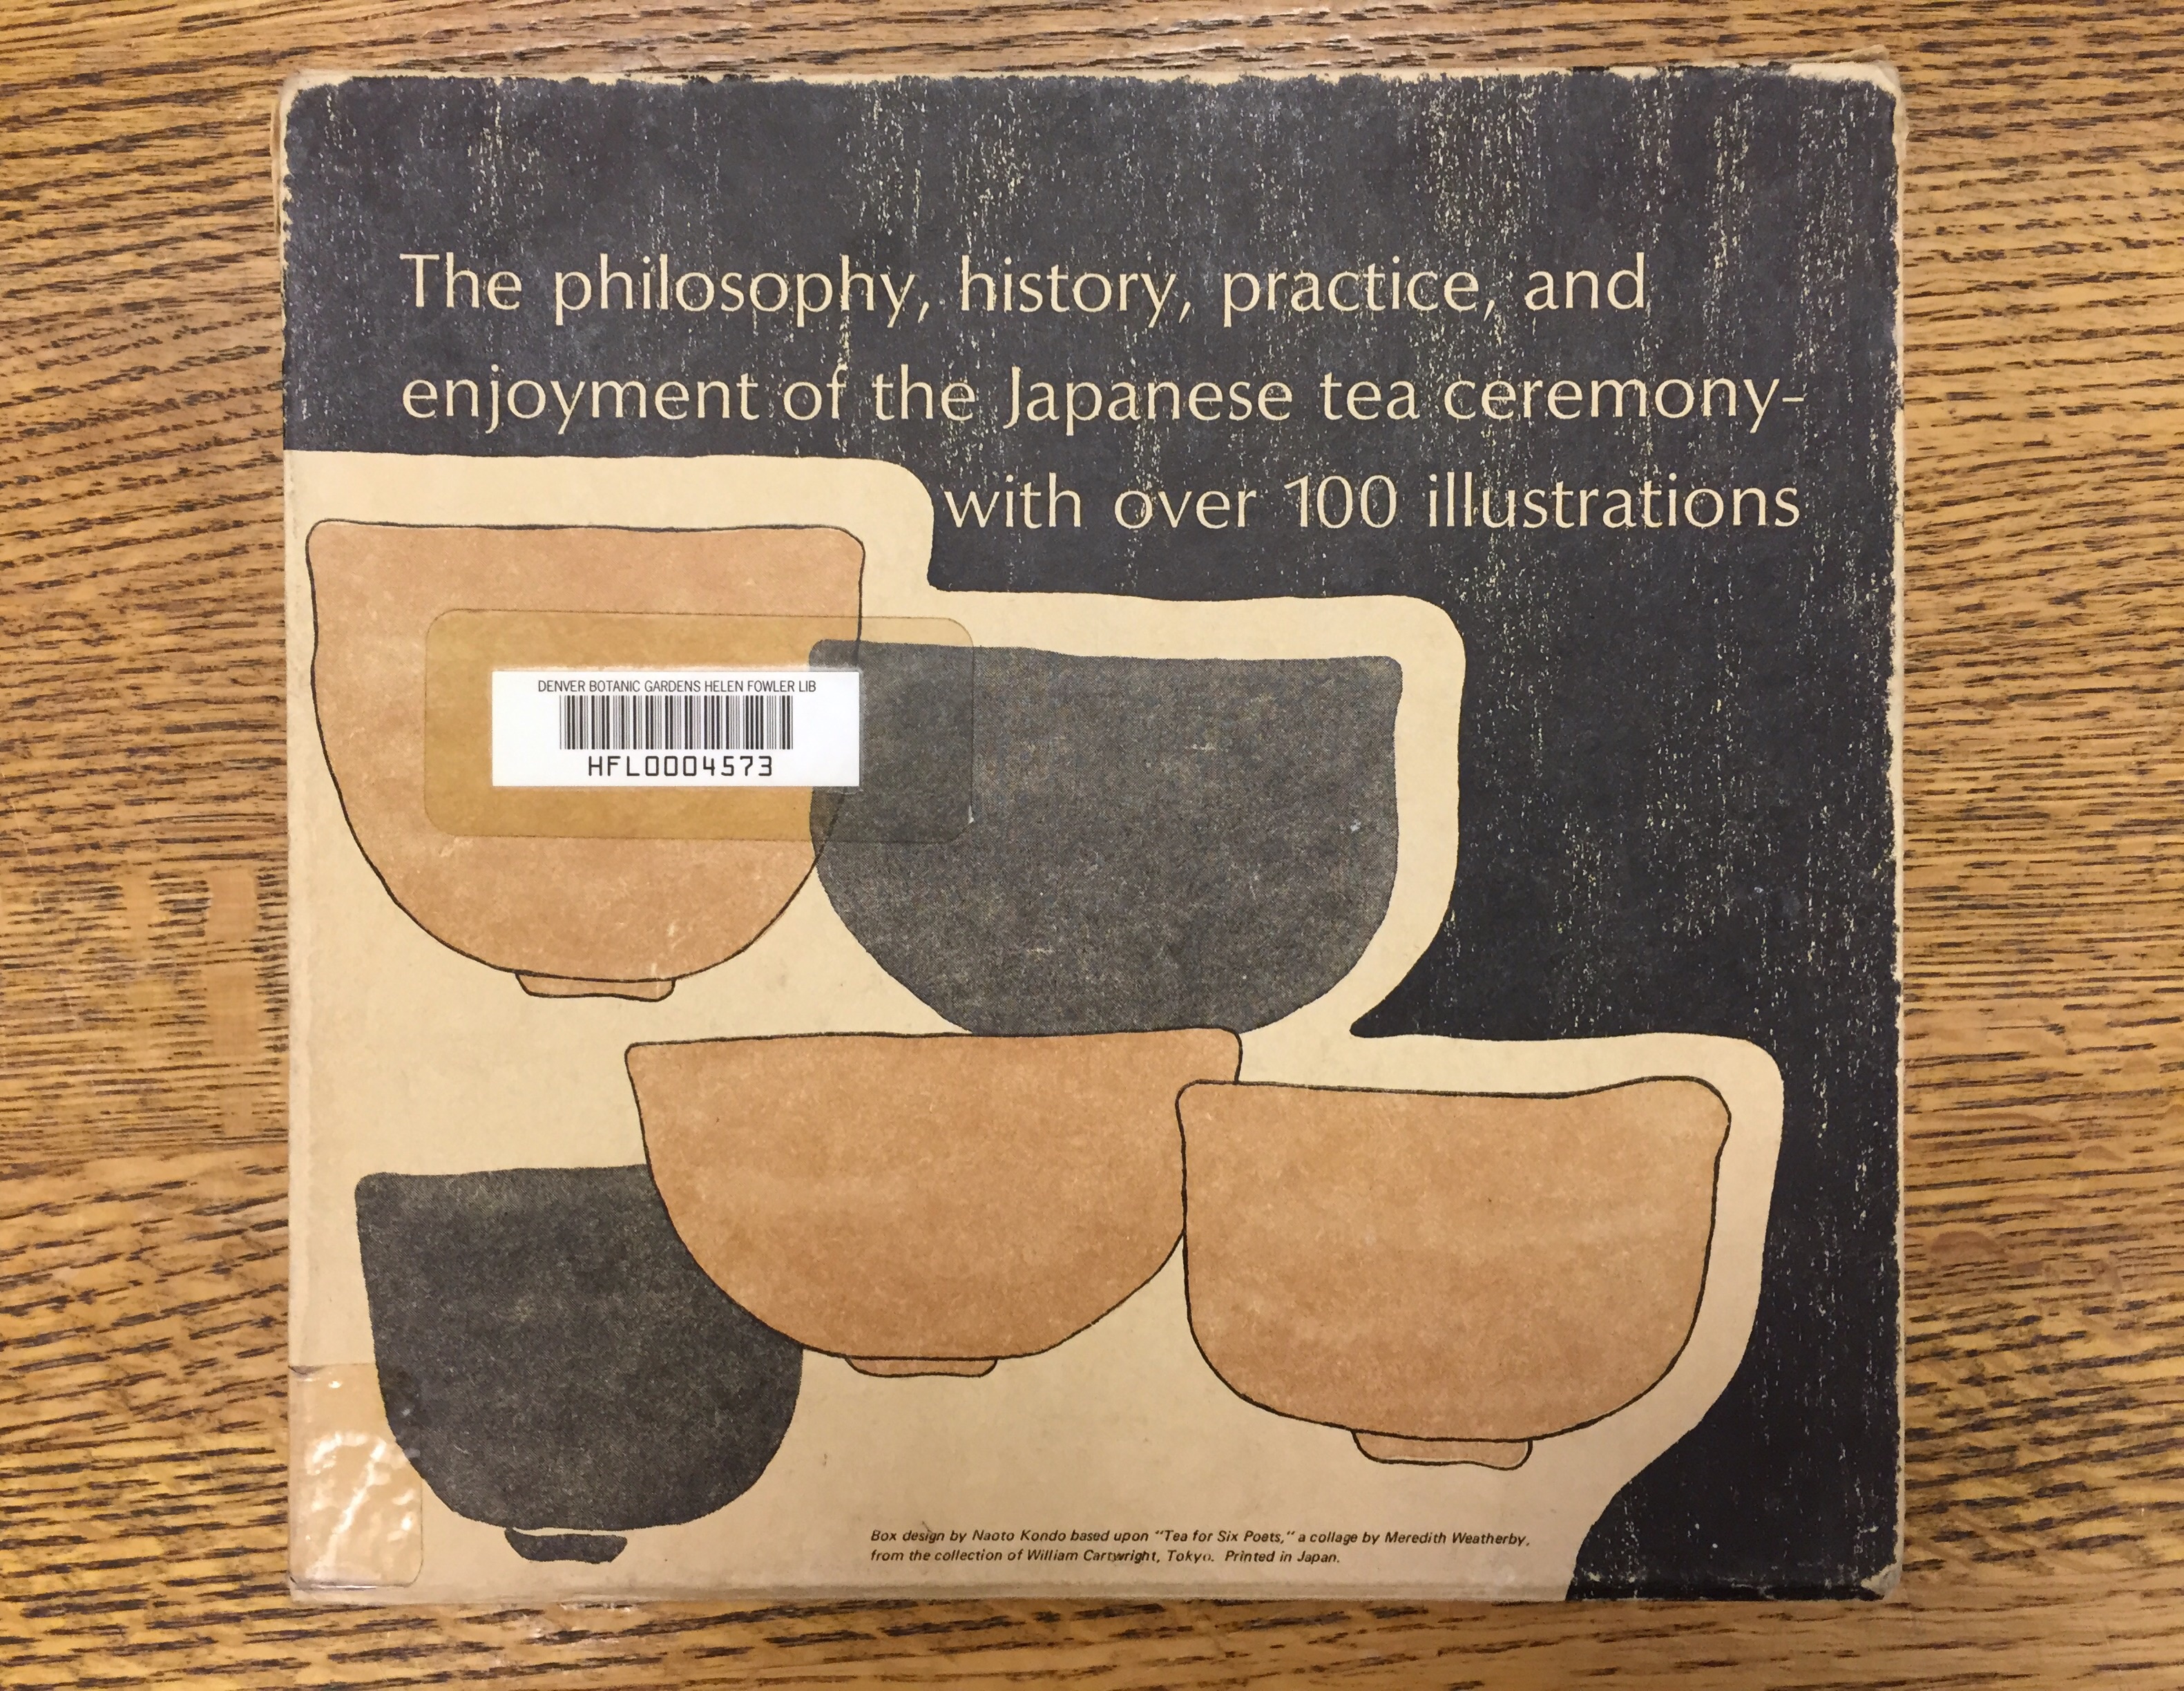 The philosophy, history, practice, and
enjoyment of the Japanese tea ceremony-
with over 100 illustrations
DENVER BOTANIC GARDENS HELEN FOWLER LIB
HFL0004573
Box design by Naoto Kondo based upon "Tea for Six Poets," a collage by Meredith Weatherby,
from the collection of William Cartwright, Tokyo. Printed in Japan.